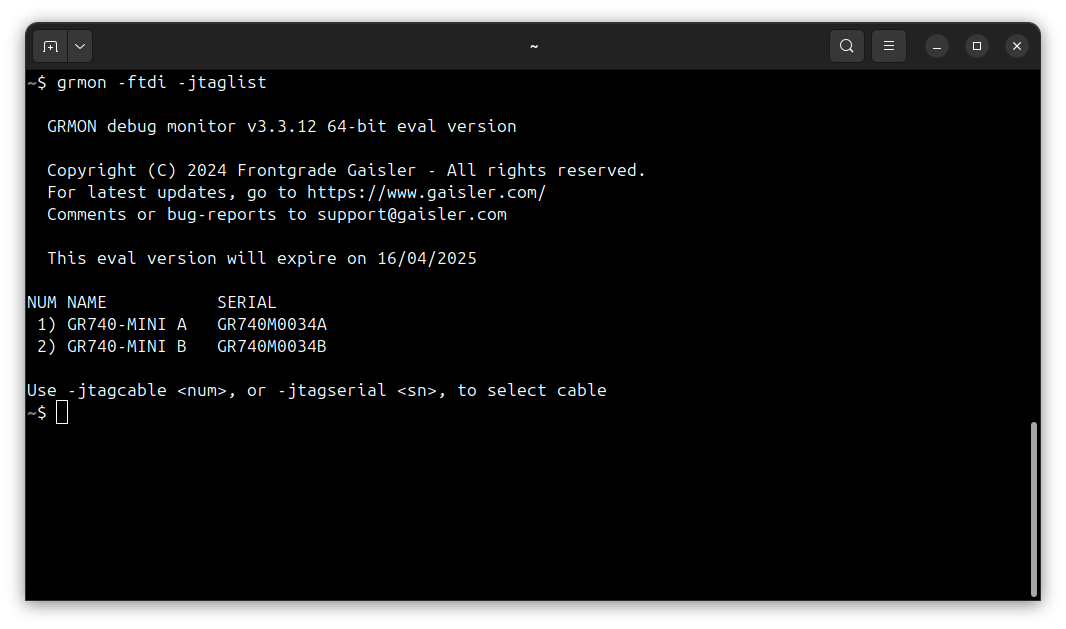 ~
~$ grmon -ftdi -jtaglist
GRMON debug monitor v3.3.12 64-bit eval version
Copyright (C) 2024 Frontgrade Gaisler - All rights reserved.
For latest updates, go to https://www.gaisler.com/
Comments or bug-reports to support@gaisler.com
This eval version will expire on 16/04/2025
NUM NAME           SERIAL
 1) GR740-MINI A   GR740M0034A
 2) GR740-MINI B   GR740M0034B
Use -jtagcable <num>, or -jtagserial <sn>, to select cable
~$